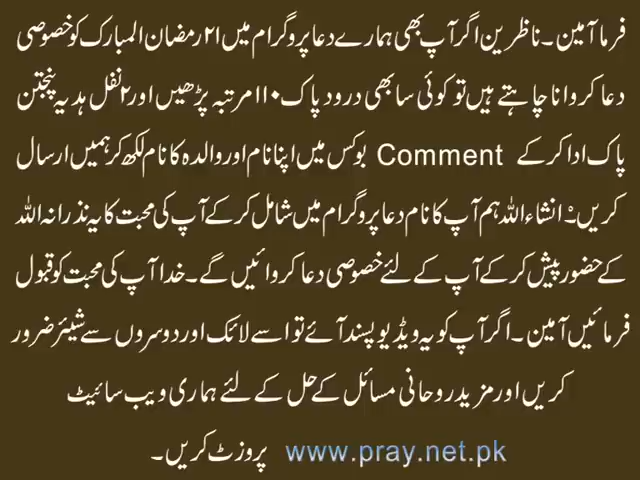 فرما آمین۔ ناظرین اگر آپ بھی ہمارے دعا پروگرام میں ۲۱ رمضان المبارک کو خصوصی
دعا کروانا چاہتے ہیں تو کوئی سا بھی درود پاک ۱۱۰ مرتبہ پڑھیں اور ۲ نفل ہدیہ پنجتن
پاک ادا کر کے Comment بوکس میں اپنا نام اور والدہ کا نام لکھ کر ہمیں ارسال
کریں۔ انشاء اللہ ہم آپ کا نام دعا پروگرام میں شامل کر کے آپ کی محبت کا یہ نذرانہ اللہ
کے حضور پیش کر کے آپ کے لئے خصوصی دعا کروائیں گے۔ خدا آپ کی محبت کو قبول
فرمائیں آمین۔ اگر آپ کو یہ ویڈیو پسند آئے تو اسے لائک اور دوسروں سے شیئر ضرور
کریں اور مزید روحانی مسائل کے حل کے لئے ہماری ویب سائیٹ
www.pray.net.pk پروزٹ کریں۔